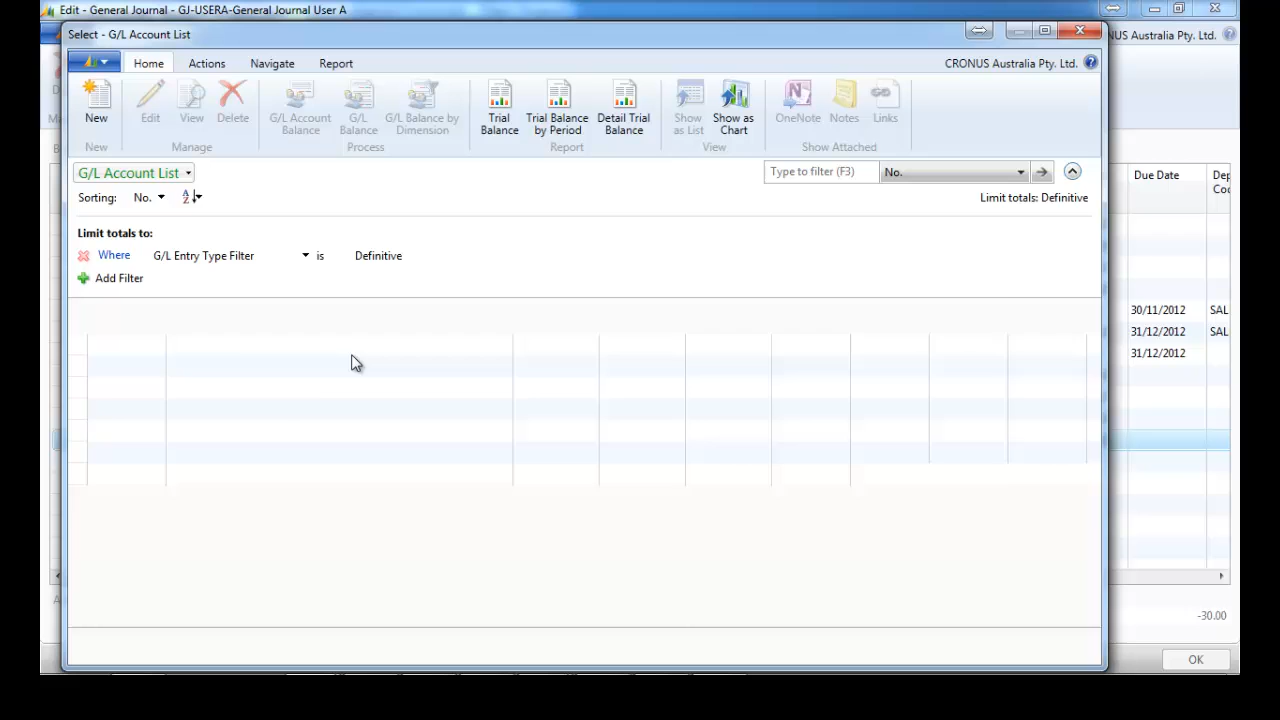 Edit - General Journal - GJ-USERA-General Journal User A
Select - G/L Account List
NUS Australia Pty. Ltd.
Home Actions Navigate Report
CRONUS Australia Pty. Ltd.
New Edit View Delete G/L Account Balance G/L Balance G/L Balance by Dimension Trial Balance Trial Balance by Period Detail Trial Balance Show as List Show as Chart OneNote Notes Links
New Manage Process Report View Show Attached
G/L Account List
Type to filter (F3) No.
Sorting: No.
Limit totals: Definitive
Limit totals to:
Where G/L Entry Type Filter is Definitive
Add Filter
Due Date
30/11/2012 SAL
31/12/2012 SAL
31/12/2012
-30.00
OK